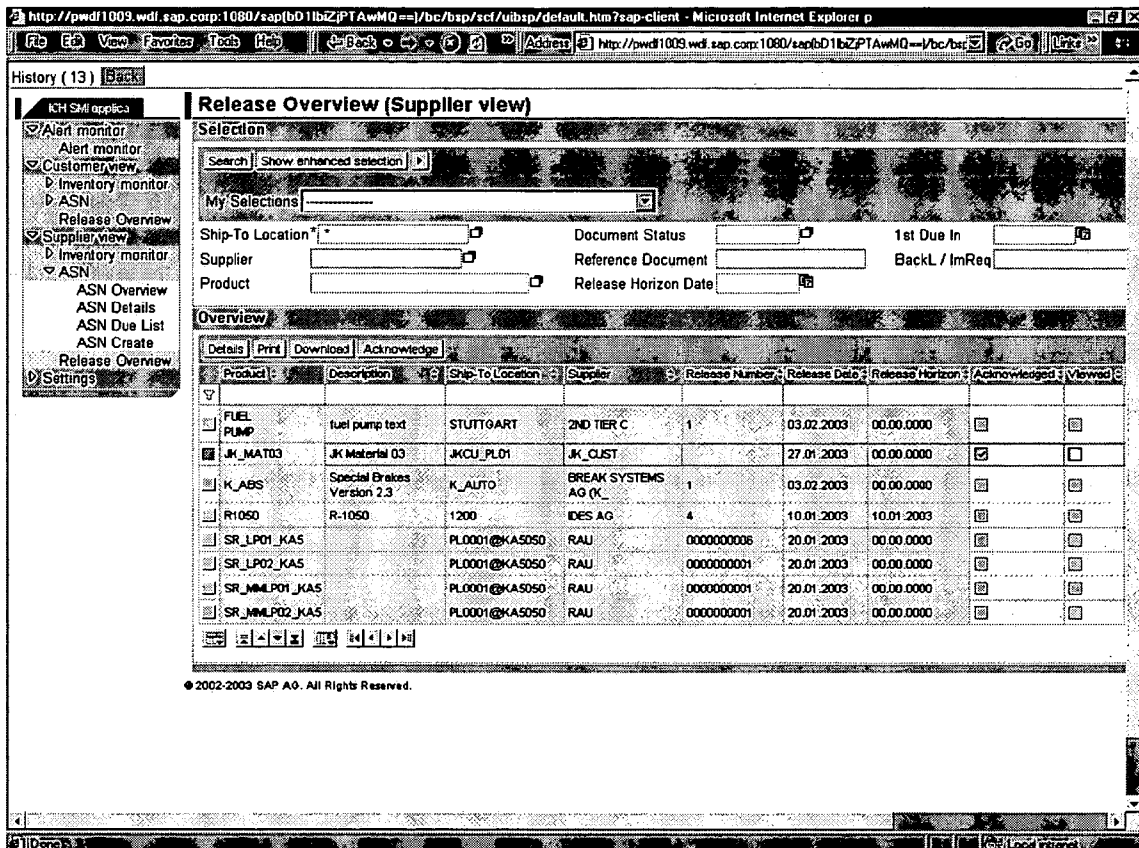 http://pwdf1009.wdf.sap.corp:1080/sap(bD1lbiZjPTAwMQ==)/bc/bsp/scf/uibsp/default.htm?sap-client - Microsoft Internet Explorer p
File Edit View Favorites Tools Help Back Address http://pwdf1009.wdf.sap.corp:1080/sap(bD1lbiZjPTAwMQ==)/bc/bsp Go Links
History ( 13 ) Back
ICH SMI applica
Alert monitor
Alert monitor
Customer view
Inventory monitor
ASN
Release Overview
Supplier view
Inventory monitor
ASN
ASN Overview
ASN Details
ASN Due List
ASN Create
Release Overview
Settings
Release Overview (Supplier view)
Selection
Search Show enhanced selection
My Selections ---------------
Ship-To Location* * Document Status 1st Due In
Supplier Reference Document BackL / ImReq
Product Release Horizon Date
Overview
Details Print Download Acknowledge
Product Description Ship-To Location Supplier Release Number Release Date Release Horizon Acknowledged Viewed
FUEL PUMP fuel pump text STUTTGART 2ND TIER C 1 03.02.2003 00.00.0000
JK_MAT03 JK Material 03 JKCU_PL01 JK_CUST 27.01.2003 00.00.0000
K_ABS Special Brakes Version 2.3 K_AUTO BREAK SYSTEMS AG (K_ 1 03.02.2003 00.00.0000
R1050 R-1050 1200 IDES AG 4 10.01.2003 10.01.2003
SR_LP01_KA5 PL0001@KA5050 RAU 0000000006 20.01.2003 00.00.0000
SR_LP02_KA5 PL0001@KA5050 RAU 0000000001 20.01.2003 00.00.0000
SR_MMLP01_KA5 PL0001@KA5050 RAU 0000000001 20.01.2003 00.00.0000
SR_MMLP02_KA5 PL0001@KA5050 RAU 0000000001 20.01.2003 00.00.0000
© 2002-2003 SAP AG. All Rights Reserved.
Done Local intranet